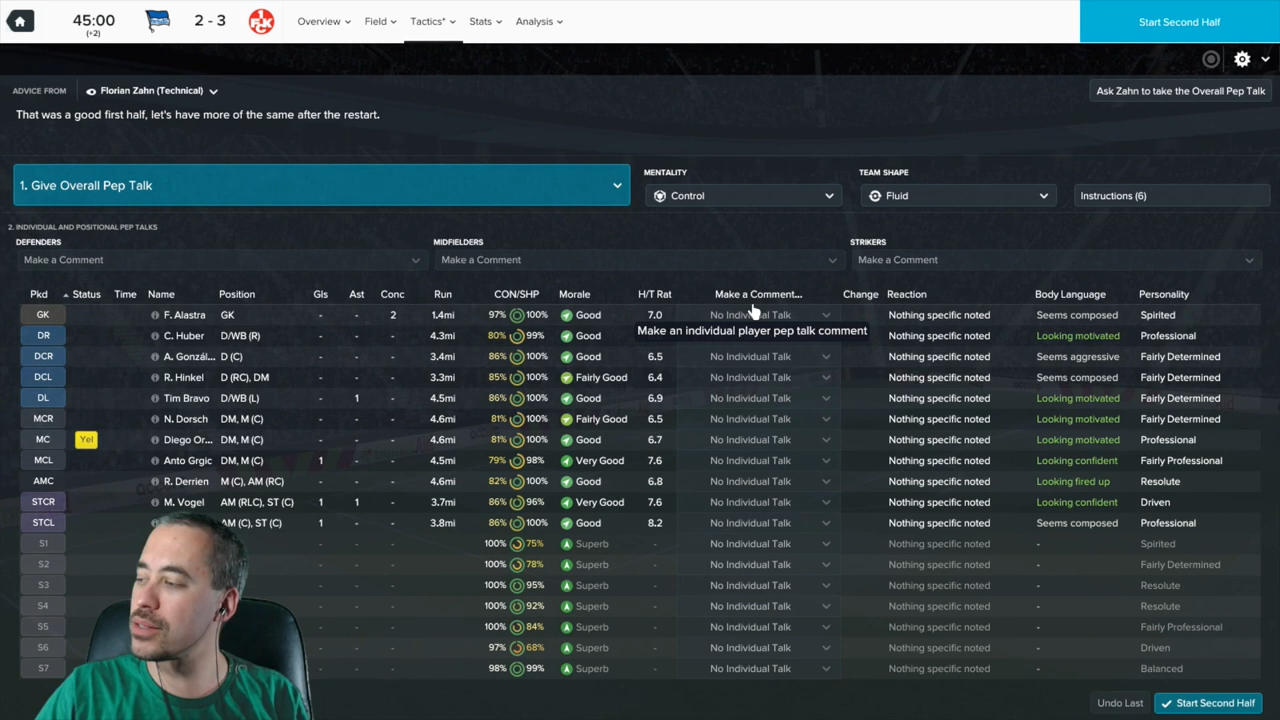 45:00 2 - 3 Overview Field Tactics* Stats Analysis Start Second Half
(+2)
ADVICE FROM Florian Zahn (Technical) Ask Zahn to take the Overall Pep Talk
That was a good first half, let's have more of the same after the restart.
MENTALITY TEAM SHAPE
1. Give Overall Pep Talk Control Fluid Instructions (6)
2. INDIVIDUAL AND POSITIONAL PEP TALKS
DEFENDERS MIDFIELDERS STRIKERS
Make a Comment Make a Comment Make a Comment
Pkd Status Time Name Position Gls Ast Conc Run CON/SHP Morale H/T Rat Make a Comment... Change Reaction Body Language Personality
GK F. Alastra GK - - 2 1.4mi 97% 100% Good 7.0 No Individual Talk Nothing specific noted Seems composed Spirited
Make an individual player pep talk comment
DR C. Huber D/WB (R) - - - 4.3mi 80% 99% Good Nothing specific noted Looking motivated Professional
DCR A. Gonzál... D (C) - - - 3.4mi 86% 100% Good 6.5 No Individual Talk Nothing specific noted Seems aggressive Fairly Determined
DCL R. Hinkel D (RC), DM - - - 3.3mi 85% 100% Fairly Good 6.4 No Individual Talk Nothing specific noted Seems composed Fairly Determined
DL Tim Bravo D/WB (L) - 1 - 4.5mi 86% 100% Good 6.9 No Individual Talk Nothing specific noted Looking motivated Fairly Determined
MCR N. Dorsch DM, M (C) - - - 4.6mi 81% 100% Fairly Good 6.5 No Individual Talk Nothing specific noted Looking motivated Fairly Determined
MC Yel Diego Or... DM, M (C) - - - 4.6mi 81% 100% Good 6.7 No Individual Talk Nothing specific noted Looking motivated Professional
MCL Anto Grgic DM, M (C) 1 - - 4.5mi 79% 98% Very Good 7.6 No Individual Talk Nothing specific noted Looking confident Fairly Professional
AMC R. Derrien M (C), AM (RC) - - - 4.6mi 82% 100% Good 6.8 No Individual Talk Nothing specific noted Looking fired up Resolute
STCR M. Vogel AM (RLC), ST (C) 1 1 - 3.7mi 86% 96% Very Good 7.6 No Individual Talk Nothing specific noted Looking confident Driven
STCL AM (C), ST (C) 1 - - 3.8mi 86% 100% Good 8.2 No Individual Talk Nothing specific noted Seems composed Professional
S1 - - - - 100% 75% Superb - No Individual Talk Nothing specific noted - Spirited
S2 - - - - 100% 78% Superb - No Individual Talk Nothing specific noted - Fairly Determined
S3 - - - - 100% 95% Superb - No Individual Talk Nothing specific noted - Resolute
S4 - - - - 100% 92% Superb - No Individual Talk Nothing specific noted - Resolute
S5 - - - - 100% 84% Superb - No Individual Talk Nothing specific noted - Fairly Professional
S6 - - - - 97% 68% Superb - No Individual Talk Nothing specific noted - Driven
S7 (C) - - - - 98% 99% Superb - No Individual Talk Nothing specific noted - Balanced
Undo Last Start Second Half